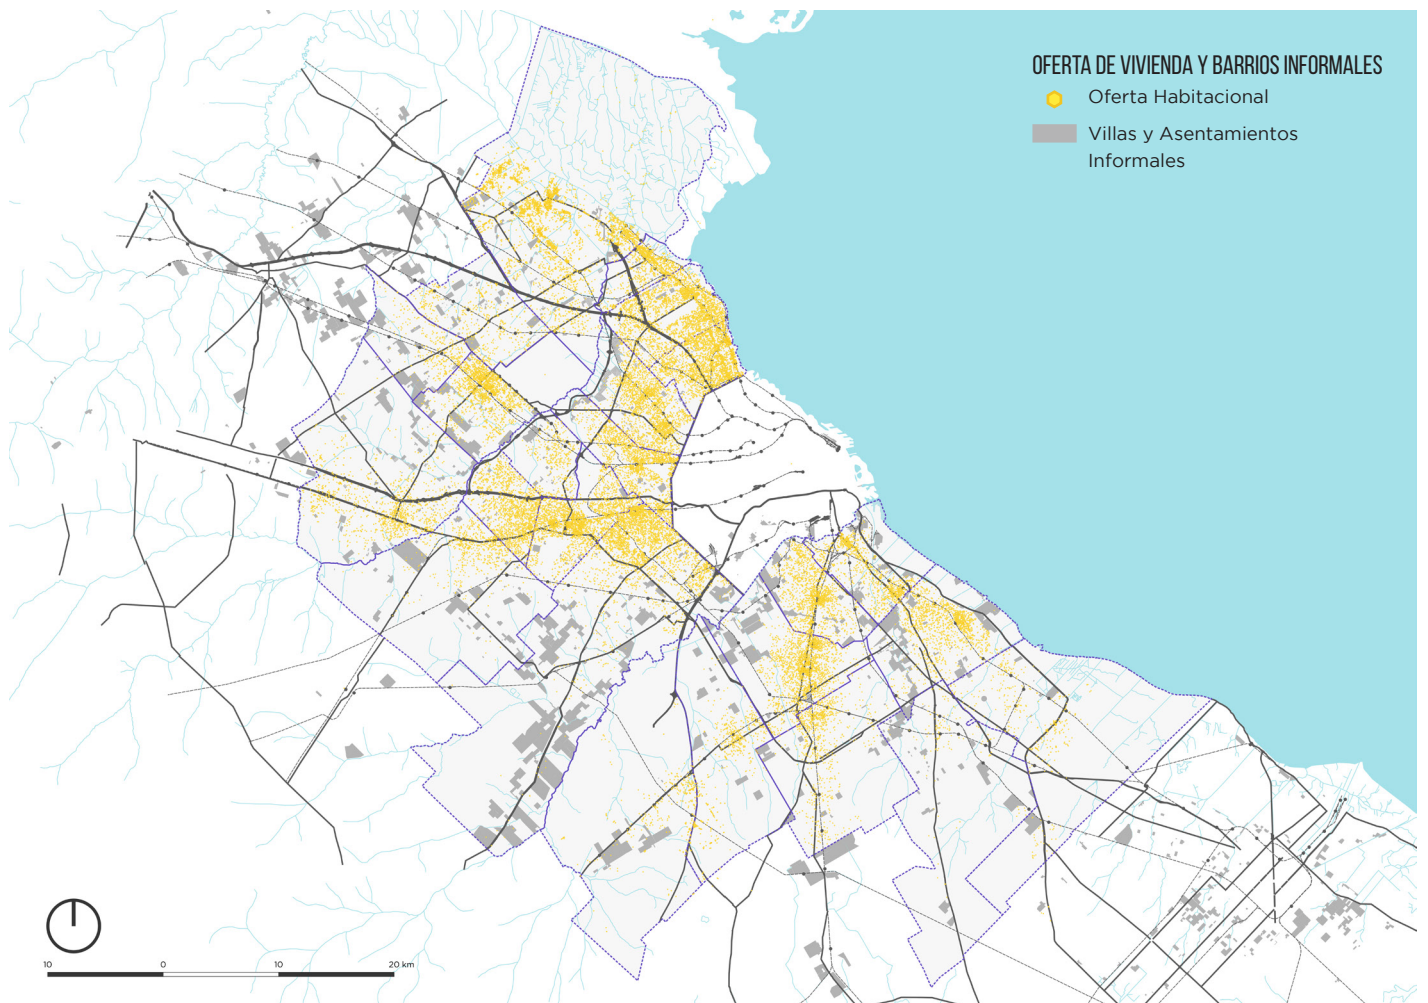 OFERTA DE VIVIENDA Y BARRIOS INFORMALES
Oferta Habitacional
Villas y Asentamientos
Informales
10 0 10 20 km